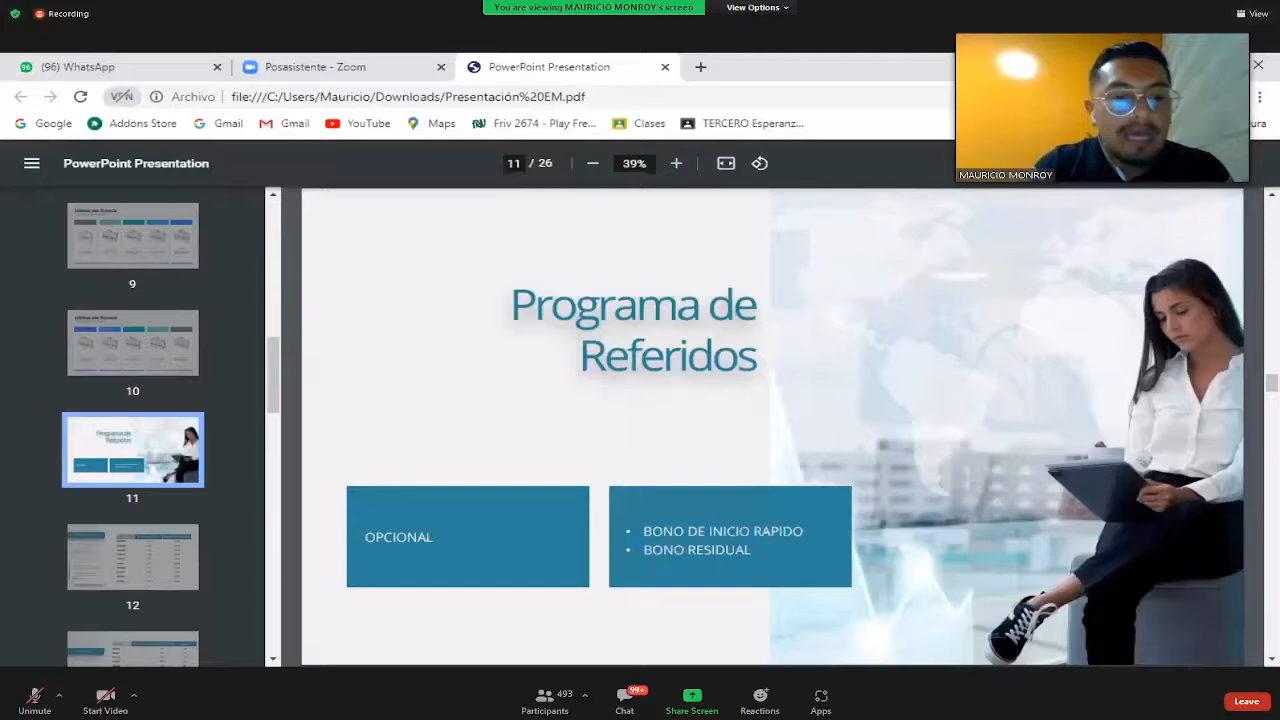 Recording
You are viewing MAURICIO MONROY's screen
View Options
View
(96) WhatsApp
Posasistente - Zoom
PowerPoint Presentation
VPN
Archivo
file:///C:/Users/Mauricio/Downloads/Presentación%20EM.pdf
Google
Addons Store
Gmail
Gmail
YouTube
Maps
Friv 2674 - Play Fre...
Clases
TERCERO Esperanz...
MAURICIO MONROY
PowerPoint Presentation
11 / 26
39%
9
10
11
12
Programa de
Referidos
OPCIONAL
• BONO DE INICIO RAPIDO
• BONO RESIDUAL
Unmute
Start Video
493
Participants
99+
Chat
Share Screen
Reactions
Apps
Leave